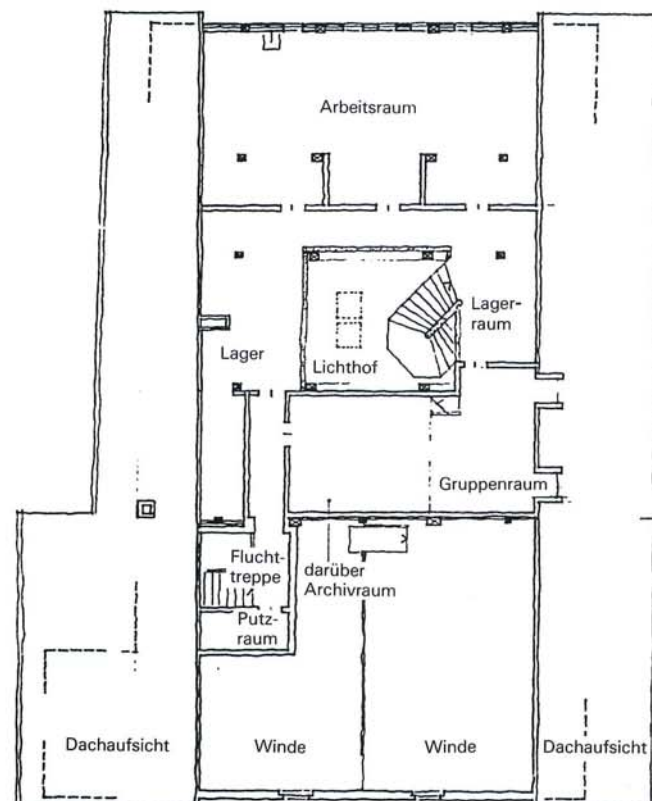 Arbeitsraum
Lager-
raum
Lager
Lichthof
Gruppenraum
Flucht-
treppe
darüber
Archivraum
Putz-
raum
Dachaufsicht
Winde
Winde
Dachaufsicht